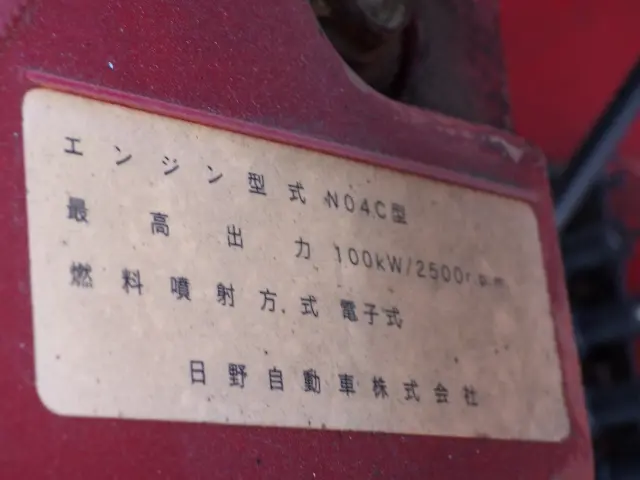 エンジン型式 N04C型
最高出力 100kW/2500r.p.m
燃料噴射方式 電子式
日野自動車株式会社